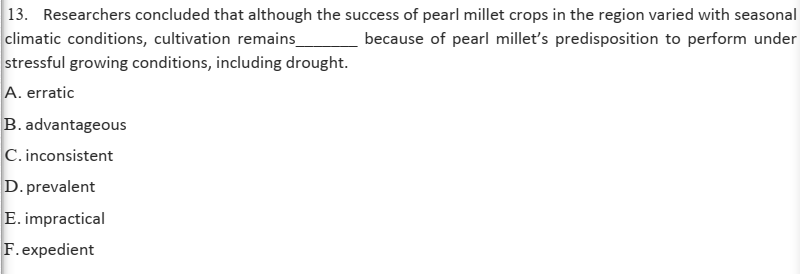 13. Researchers concluded that although the success of pearl millet crops in the region varied with seasonal
climatic conditions, cultivation remains_______ because of pearl millet’s predisposition to perform under
stressful growing conditions, including drought.
A. erratic
B. advantageous
C. inconsistent
D. prevalent
E. impractical
F. expedient